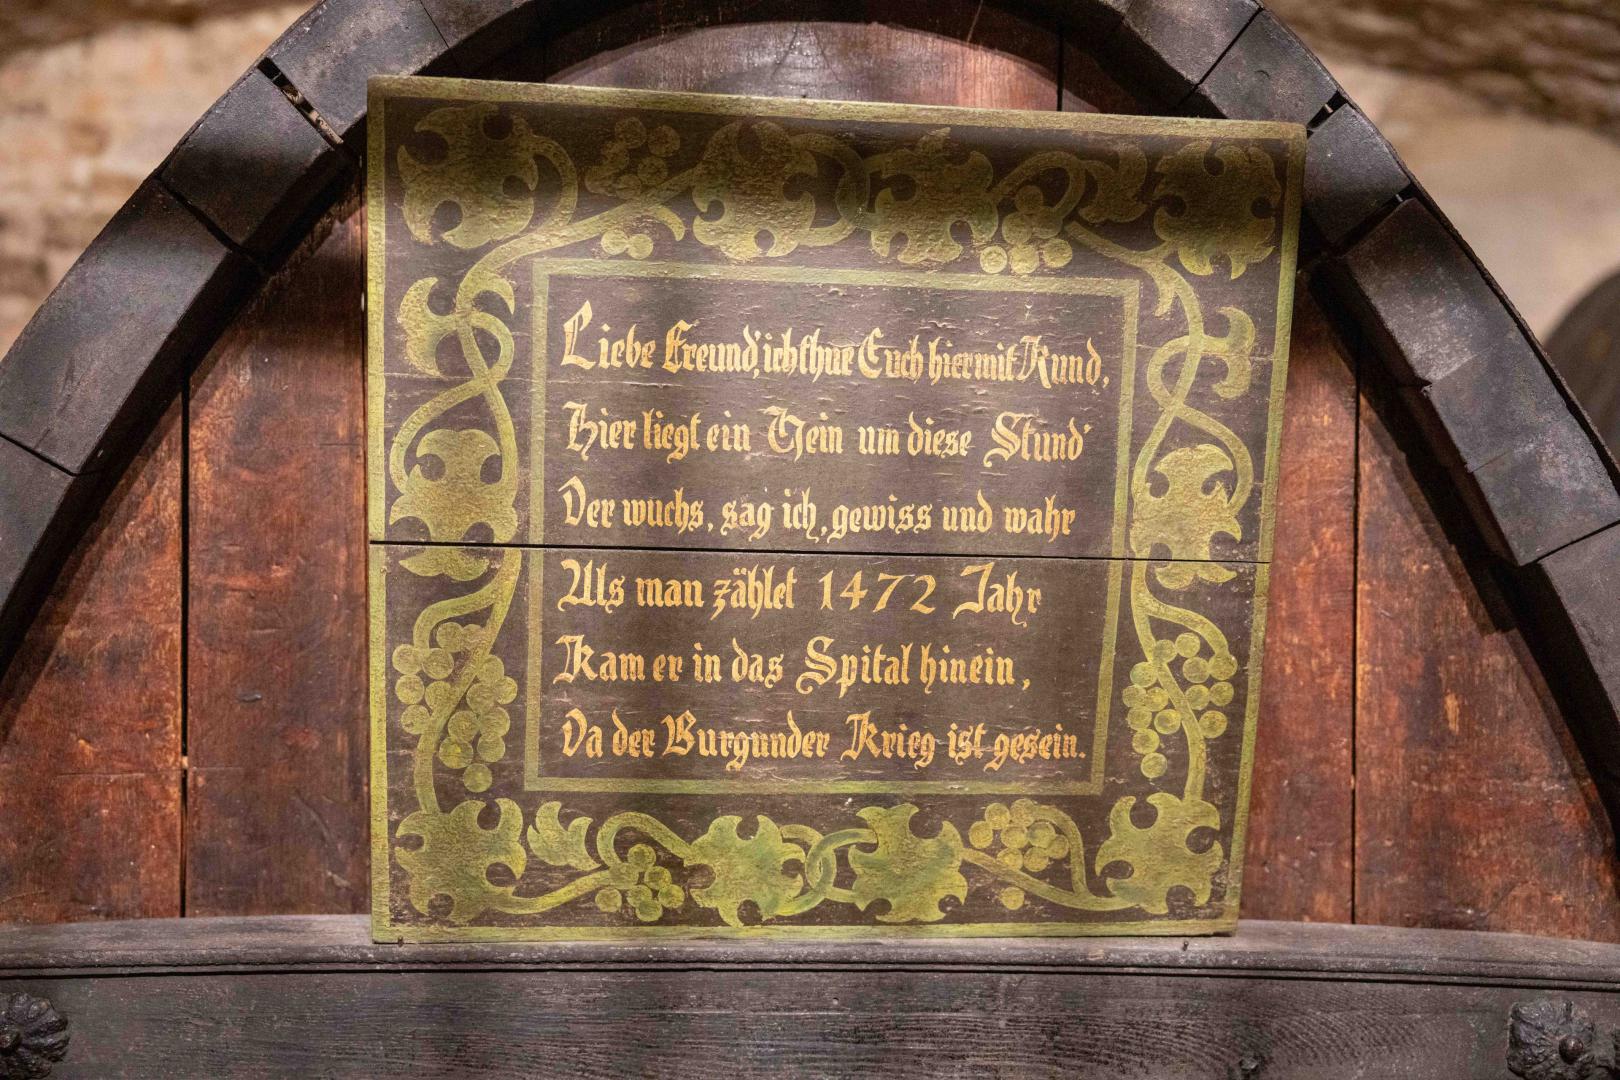 Liebe Freund, ich thue Euch hiermit Kund,
Hier liegt ein Wein um diese Stund'
Der wuchs, sag ich, gewiss und wahr
Als man zählet 1472 Jahr
Kam er in das Spital hinein,
Da der Burgunder Krieg ist gesein.